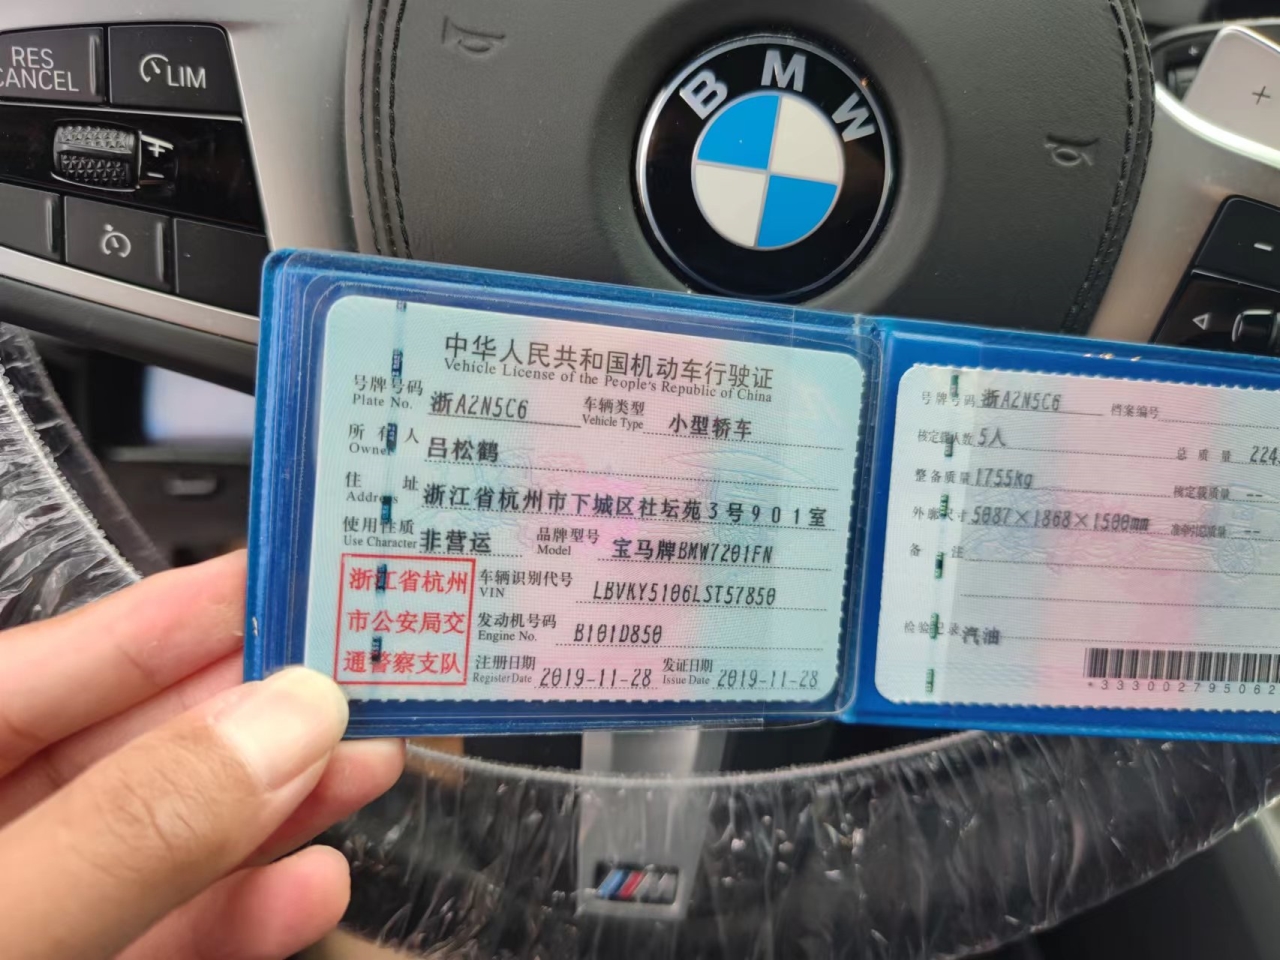 RES
CANCEL
LIM
+
-
BMW
+
-
中华人民共和国机动车行驶证
Vehicle License of the People's Republic of China
号牌号码 浙A2N5C6 车辆类型 小型轿车
Plate No. Vehicle Type
所有人 吕松鹤
Owner
住址 浙江省杭州市下城区社坛苑3号901室
Address
使用性质 非营运 品牌型号 宝马牌BMW7201FN
Use Character Model
浙江省杭州
市公安局交
通警察支队
车辆识别代号 LBVKY5106LST57850
VIN
发动机号码 B101D850
Engine No.
注册日期 2019-11-28 发证日期 2019-11-28
Register Date Issue Date
号牌号码 浙A2N5C6 档案编号
核定载人数 5人 总质量 224
整备质量 1755kg 核定载质量 --
外廓尺寸 5087×1868×1500mm 准牵引总质量 --
备注
检验记录 汽油
*333002795062
M